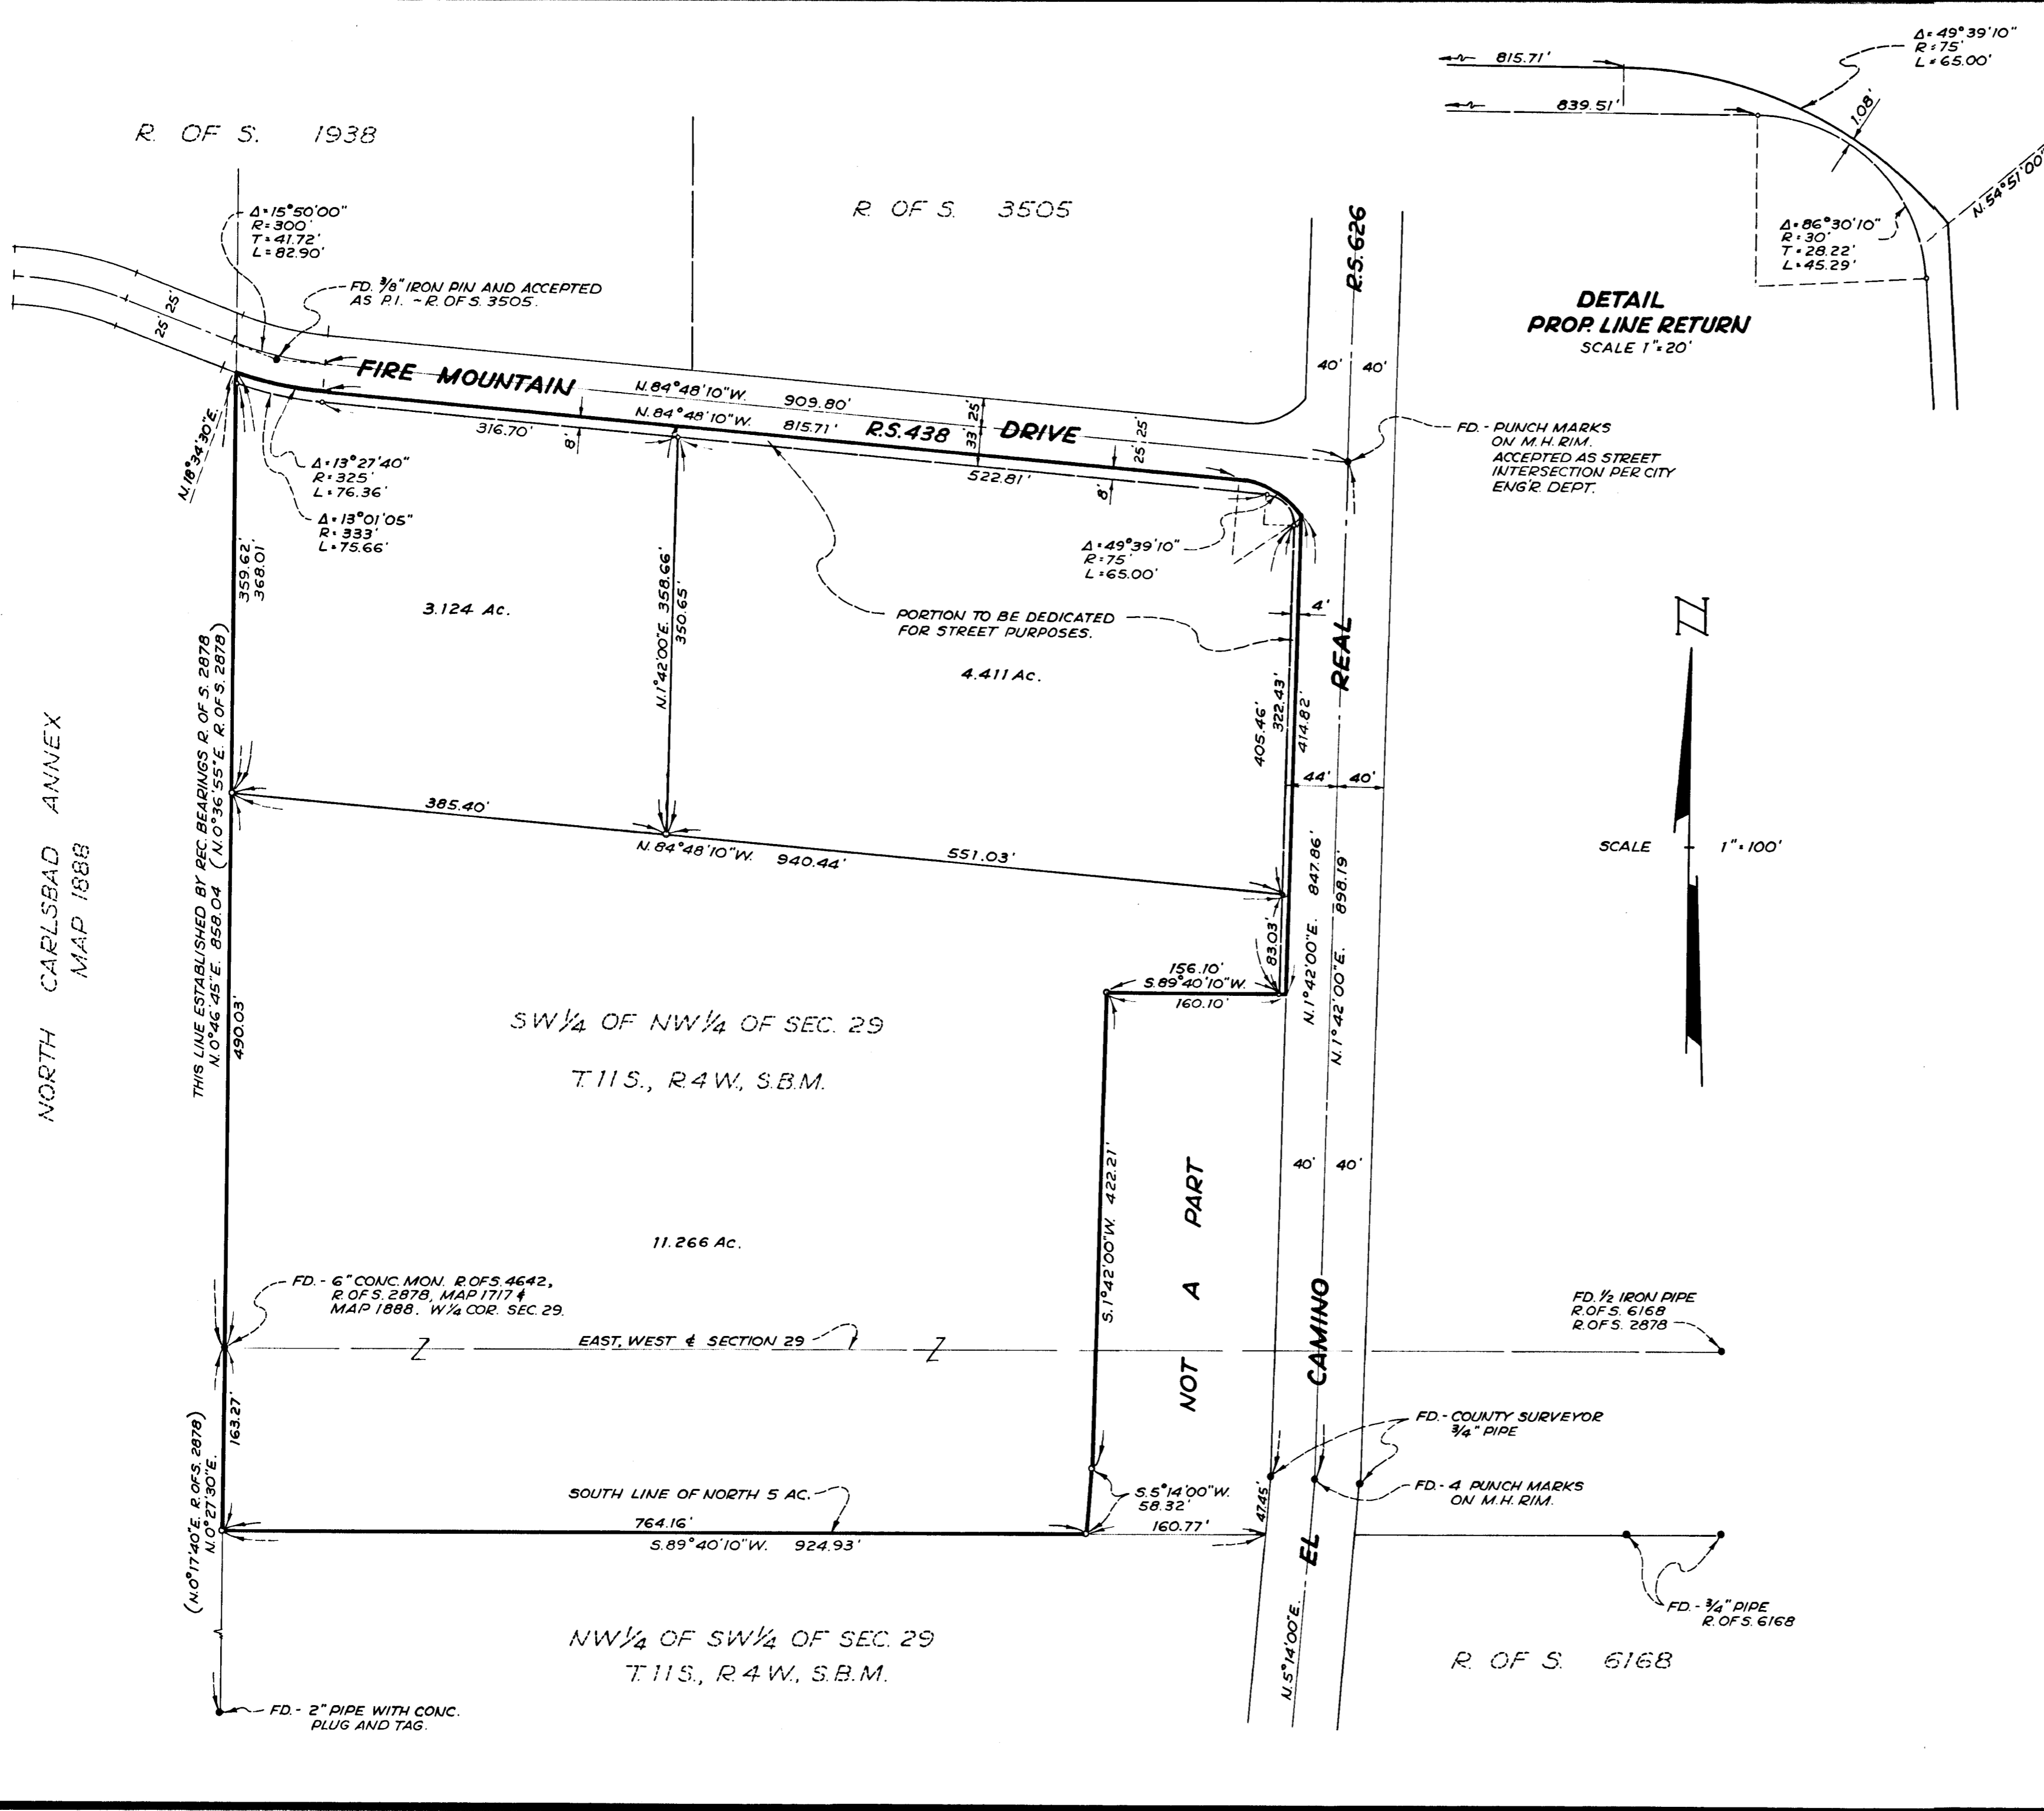 R. OF S. 1938
R. OF S. 3505
Δ=15°50'00"
R=300'
T=41.72'
L=82.90'
FD. 3/8" IRON PIN AND ACCEPTED
AS P.I. ~ R. OF S. 3505.
815.71'
839.51'
Δ=49°39'10"
R=75'
L=65.00'
1.08'
N.54°51'00"
Δ=86°30'10"
R=30'
T=28.22'
L=45.29'
DETAIL
PROP. LINE RETURN
SCALE 1"=20'
25' 25'
FIRE MOUNTAIN DRIVE
R.S. 438
N.84°48'10"W. 909.80'
N.84°48'10"W. 815.71'
316.70'
8'
33' 25'
25' 25'
522.81'
8'
R.S. 626
40' 40'
FD. - PUNCH MARKS
ON M.H. RIM.
ACCEPTED AS STREET
INTERSECTION PER CITY
ENG'R. DEPT.
N.18°34'30"E.
Δ=13°27'40"
R=325'
L=76.36'
Δ=13°01'05"
R=333'
L=75.66'
Δ=49°39'10"
R=75'
L=65.00'
359.62'
368.01'
3.124 Ac.
N.1°42'00"E. 358.66'
350.65'
PORTION TO BE DEDICATED
FOR STREET PURPOSES.
4.411 Ac.
4'
405.46'
322.43'
414.82'
44' 40'
EL CAMINO REAL
SCALE 1"=100'
NORTH CARLSBAD ANNEX
MAP 1888
THIS LINE ESTABLISHED BY REC. BEARINGS R. OF S. 2878
N.0°46'45"E. 858.04 (N.0°36'55"E. R. OF S. 2878)
385.40'
N.84°48'10"W. 940.44'
551.03'
83.03'
N.1°42'00"E. 847.86'
N.1°42'00"E. 898.19'
156.10'
S.89°40'10"W.
160.10'
490.03'
SW 1/4 OF NW 1/4 OF SEC. 29
T. 11 S., R. 4 W., S.B.M.
S.1°42'00"W. 422.21'
NOT A PART
40' 40'
11.266 Ac.
FD. - 6" CONC. MON. R. OF S. 4642,
R. OF S. 2878, MAP 1717 &
MAP 1888. W 1/4 COR. SEC. 29.
EAST, WEST ℄ SECTION 29
FD. 1/2 IRON PIPE
R. OF S. 6168
R. OF S. 2878
163.27'
(N.0°17'40"E. R. OF S. 2878)
N.0°27'30"E.
SOUTH LINE OF NORTH 5 AC.
764.16'
S.89°40'10"W. 924.93'
S.5°14'00"W.
58.32'
160.77'
47.45'
FD. - COUNTY SURVEYOR
3/4" PIPE
FD. - 4 PUNCH MARKS
ON M.H. RIM.
N.5°14'00"E.
FD. - 3/4" PIPE
R. OF S. 6168
NW 1/4 OF SW 1/4 OF SEC. 29
T. 11 S., R. 4 W., S.B.M.
R. OF S. 6168
FD. - 2" PIPE WITH CONC.
PLUG AND TAG.